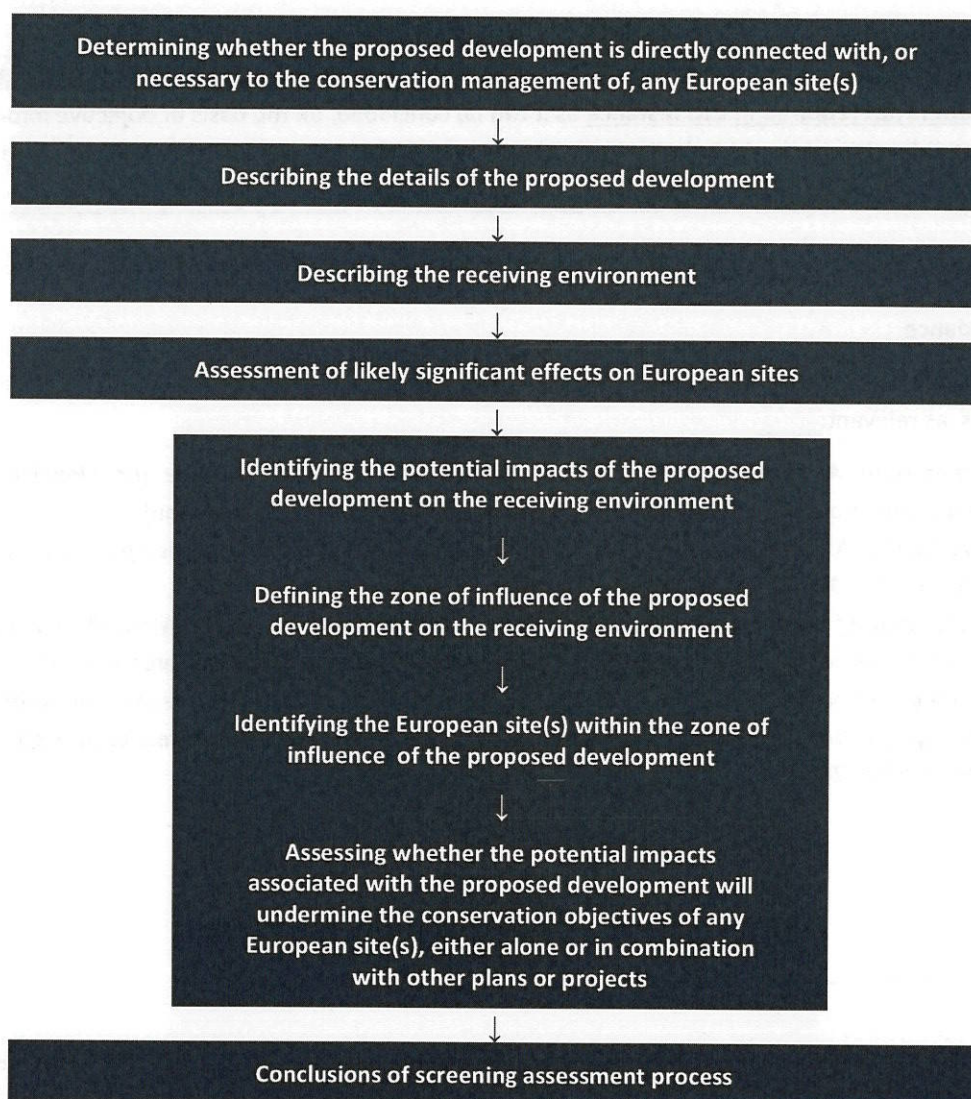 Determining whether the proposed development is directly connected with, or
necessary to the conservation management of, any European site(s)
↓
Describing the details of the proposed development
↓
Describing the receiving environment
↓
Assessment of likely significant effects on European sites
↓
Identifying the potential impacts of the proposed
development on the receiving environment
↓
Defining the zone of influence of the proposed
development on the receiving environment
↓
Identifying the European site(s) within the zone of
influence of the proposed development
↓
Assessing whether the potential impacts
associated with the proposed development will
undermine the conservation objectives of any
European site(s), either alone or in combination
with other plans or projects
↓
Conclusions of screening assessment process